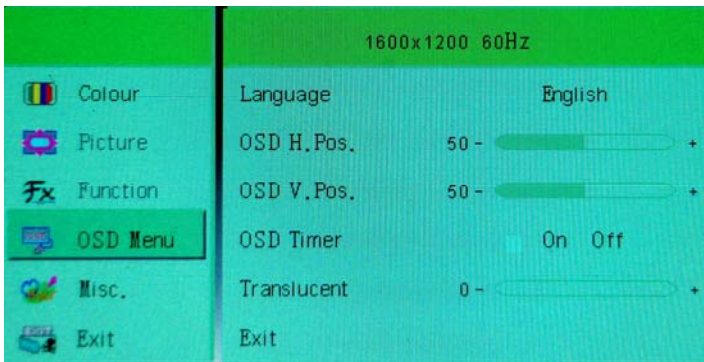 1600x1200 60Hz
Colour
Picture
Function
OSD Menu
Misc.
Exit
Language English
OSD H.Pos. 50 - +
OSD V.Pos. 50 - +
OSD Timer On Off
Translucent 0 - +
Exit